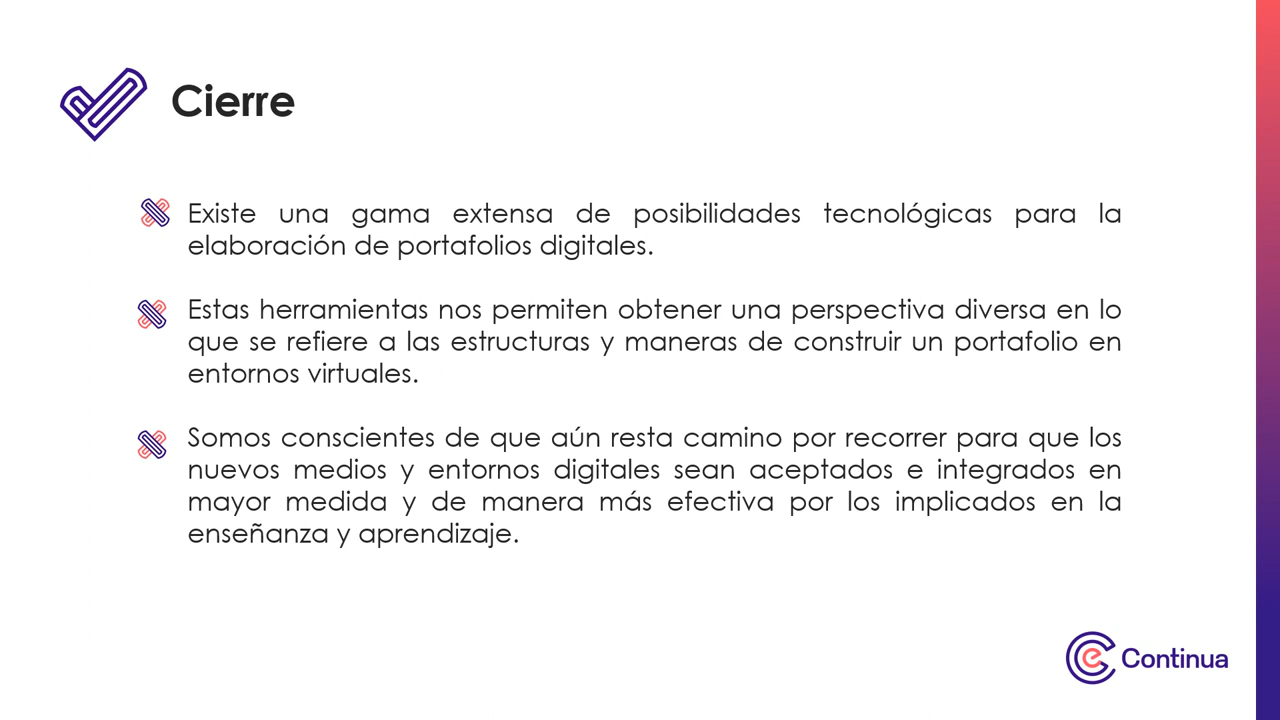 Cierre
Existe una gama extensa de posibilidades tecnológicas para la
elaboración de portafolios digitales.
Estas herramientas nos permiten obtener una perspectiva diversa en lo
que se refiere a las estructuras y maneras de construir un portafolio en
entornos virtuales.
Somos conscientes de que aún resta camino por recorrer para que los
nuevos medios y entornos digitales sean aceptados e integrados en
mayor medida y de manera más efectiva por los implicados en la
enseñanza y aprendizaje.
e Continua